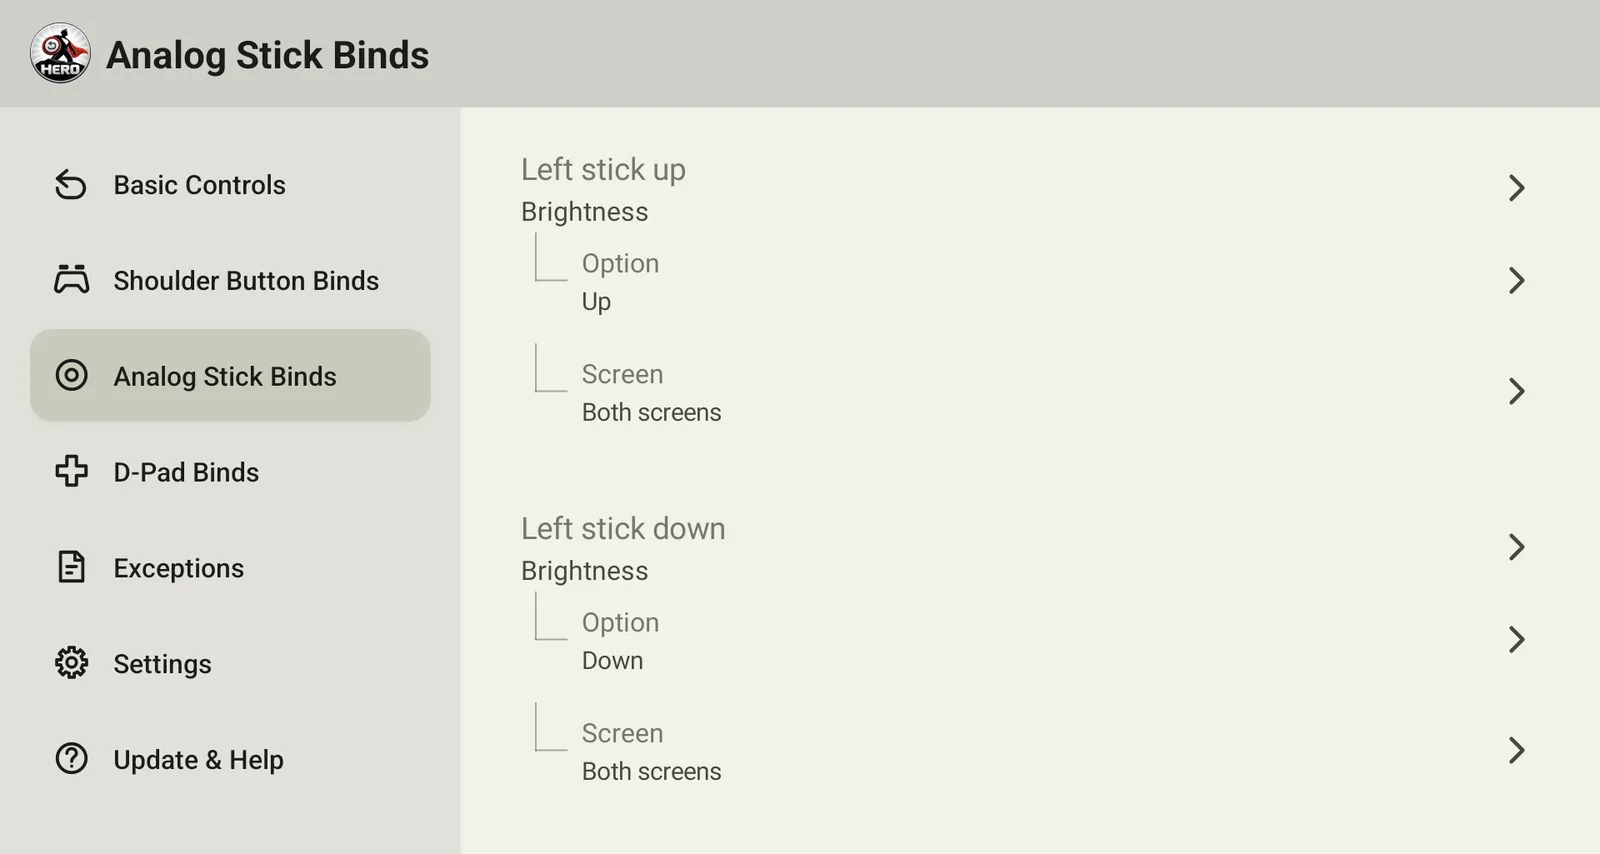 HERO
Analog Stick Binds
Basic Controls
Shoulder Button Binds
Analog Stick Binds
D-Pad Binds
Exceptions
Settings
Update & Help
Left stick up
Brightness
Option
Up
Screen
Both screens
Left stick down
Brightness
Option
Down
Screen
Both screens